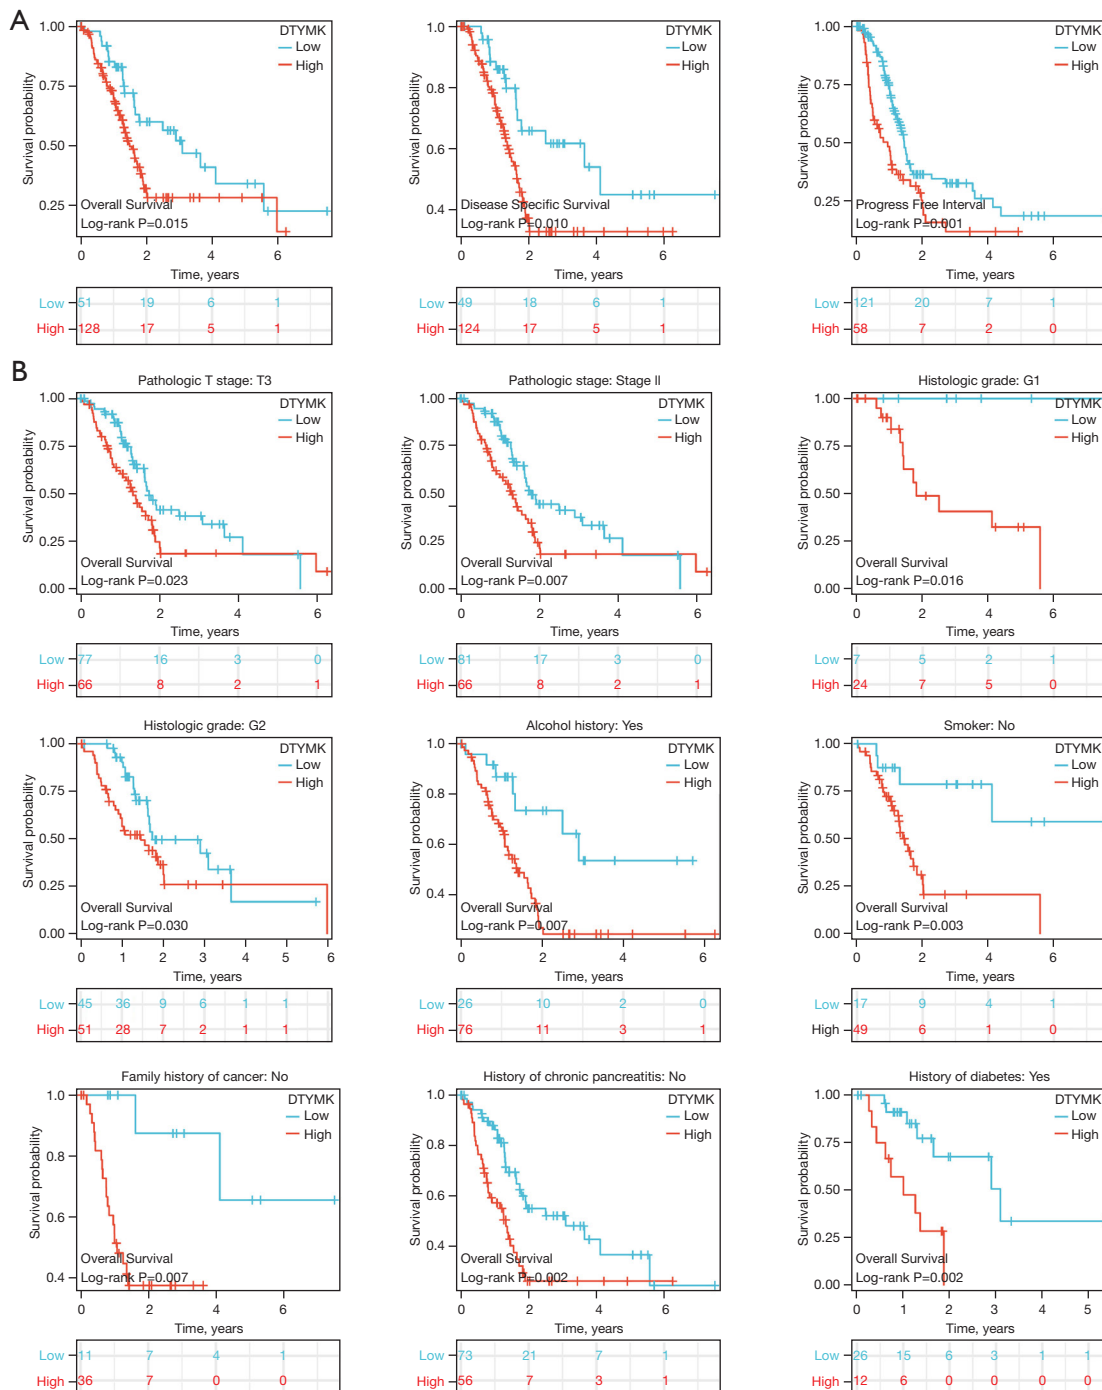 A
DTYMK
Low
High
1.00
0.75
0.50
0.25
Survival probability
Overall Survival
Log-rank P=0.015
0 2 4 6
Time, years
Low 51 19 6 1
High 128 17 5 1
DTYMK
Low
High
1.0
0.8
0.6
0.4
Survival probability
Disease Specific Survival
Log-rank P=0.010
0 2 4 6
Time, years
Low 49 18 6 1
High 124 17 5 1
DTYMK
Low
High
1.00
0.75
0.50
0.25
Survival probability
Progress Free Interval
Log-rank P=0.001
0 2 4 6
Time, years
Low 121 20 7 1
High 58 7 2 0
B
Pathologic T stage: T3
DTYMK
Low
High
1.00
0.75
0.50
0.25
0.00
Survival probability
Overall Survival
Log-rank P=0.023
0 2 4 6
Time, years
Low 77 16 3 0
High 66 8 2 1
Pathologic stage: Stage II
DTYMK
Low
High
1.00
0.75
0.50
0.25
0.00
Survival probability
Overall Survival
Log-rank P=0.007
0 2 4 6
Time, years
Low 81 17 3 0
High 66 8 2 1
Histologic grade: G1
DTYMK
Low
High
1.00
0.75
0.50
0.25
0.00
Survival probability
Overall Survival
Log-rank P=0.016
0 2 4 6
Time, years
Low 7 5 2 1
High 24 7 5 0
Histologic grade: G2
DTYMK
Low
High
1.00
0.75
0.50
0.25
0.00
Survival probability
Overall Survival
Log-rank P=0.030
0 1 2 3 4 5 6
Time, years
Low 45 36 9 6 1 1
High 51 28 7 2 1 1
Alcohol history: Yes
DTYMK
Low
High
1.0
0.8
0.6
0.4
Survival probability
Overall Survival
Log-rank P=0.007
0 2 4 6
Time, years
Low 26 10 2 0
High 76 11 3 1
Smoker: No
DTYMK
Low
High
1.00
0.75
0.50
0.25
0.00
Survival probability
Overall Survival
Log-rank P=0.003
0 2 4 6
Time, years
Low 17 9 4 1
High 49 6 1 0
Family history of cancer: No
DTYMK
Low
High
1.0
0.8
0.6
0.4
Survival probability
Overall Survival
Log-rank P=0.007
0 2 4 6
Time, years
Low 11 7 4 1
High 36 7 0 0
History of chronic pancreatitis: No
DTYMK
Low
High
1.0
0.8
0.6
0.4
Survival probability
Overall Survival
Log-rank P=0.002
0 2 4 6
Time, years
Low 73 21 7 1
High 56 7 3 1
History of diabetes: Yes
DTYMK
Low
High
1.00
0.75
0.50
0.25
0.00
Survival probability
Overall Survival
Log-rank P=0.002
0 1 2 3 4 5
Time, years
Low 26 15 6 3 1 1
High 12 6 0 0 0 0